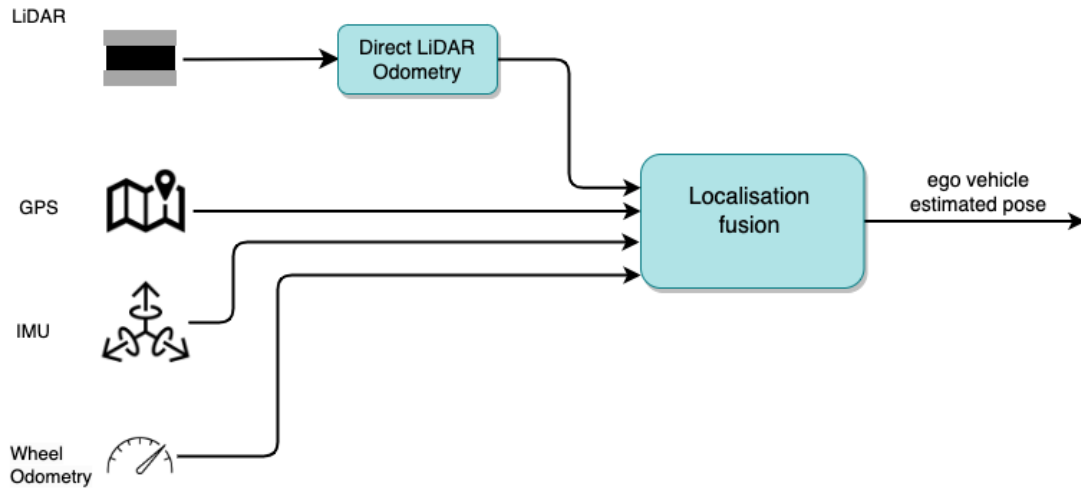 LiDAR
Direct LiDAR
Odometry
GPS
Localisation
fusion
ego vehicle
estimated pose
IMU
Wheel
Odometry